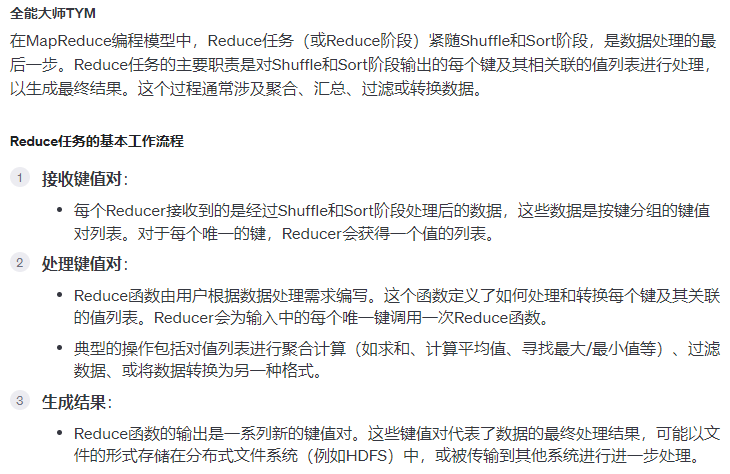 全能大师TYM
在MapReduce编程模型中，Reduce任务（或Reduce阶段）紧随Shuffle和Sort阶段，是数据处理的最
后一步。Reduce任务的主要职责是对Shuffle和Sort阶段输出的每个键及其相关联的值列表进行处理，
以生成最终结果。这个过程通常涉及聚合、汇总、过滤或转换数据。
Reduce任务的基本工作流程
1 接收键值对：
• 每个Reducer接收到的是经过Shuffle和Sort阶段处理后的数据，这些数据是按键分组的键值
对列表。对于每个唯一的键，Reducer会获得一个值的列表。
2 处理键值对：
• Reduce函数由用户根据数据处理需求编写。这个函数定义了如何处理和转换每个键及其关联
的值列表。Reducer会为输入中的每个唯一键调用一次Reduce函数。
• 典型的操作包括对值列表进行聚合计算（如求和、计算平均值、寻找最大/最小值等）、过滤
数据、或将数据转换为另一种格式。
3 生成结果：
• Reduce函数的输出是一系列新的键值对。这些键值对代表了数据的最终处理结果，可能以文
件的形式存储在分布式文件系统（例如HDFS）中，或被传输到其他系统进行进一步处理。